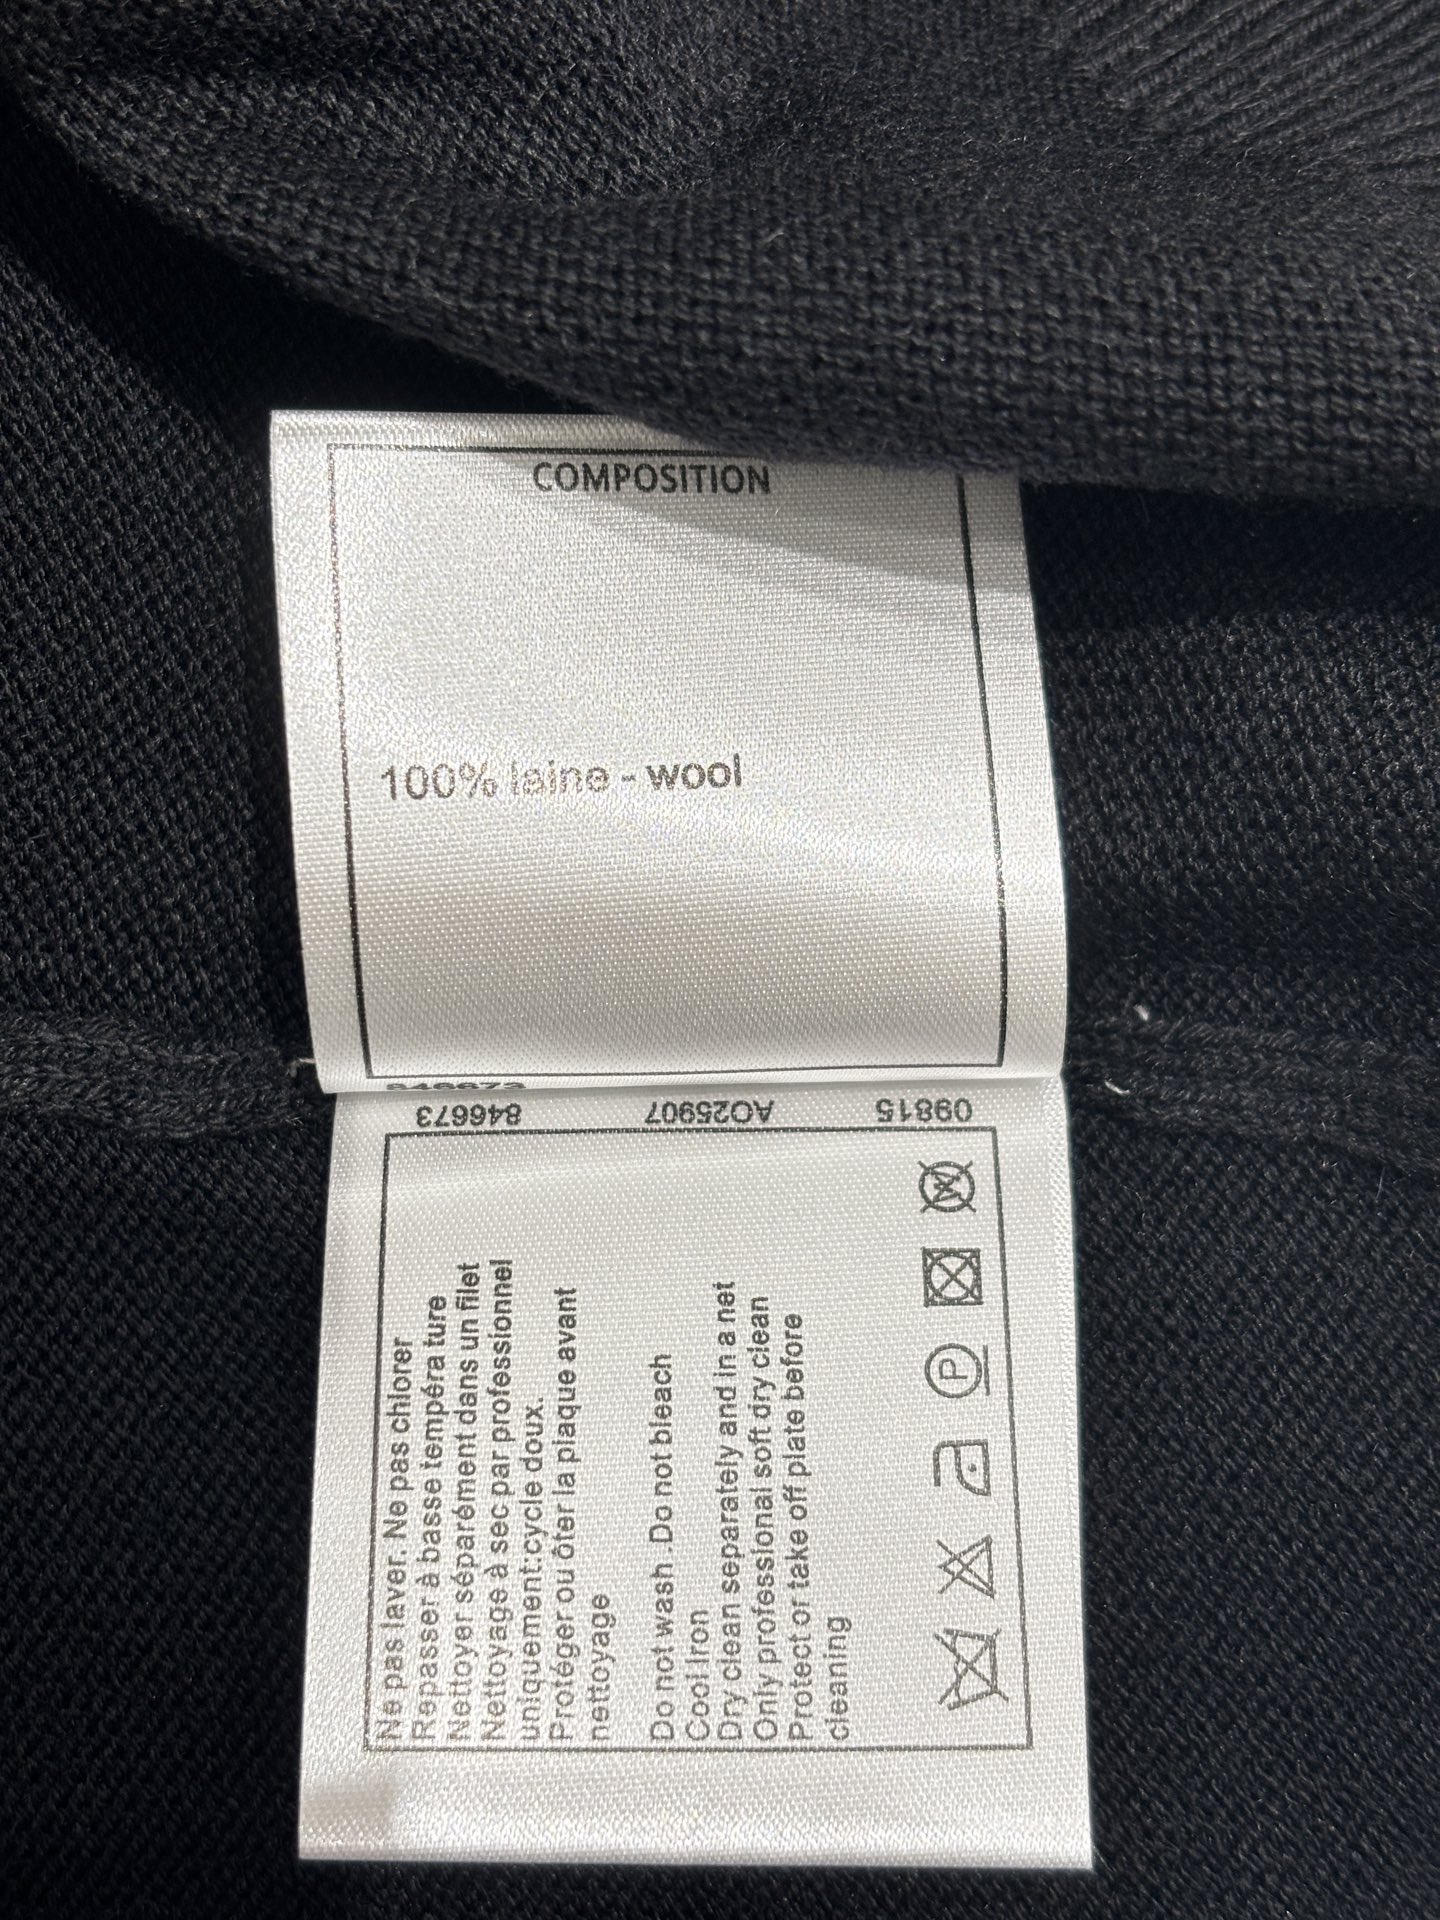 COMPOSITION
100% laine - wool
846673
846673 AO25907 09815
Ne pas laver. Ne pas chlorer
Repasser à basse tempéra ture
Nettoyer séparément dans un filet
Nettoyage à sec par professionnel
uniquement:cycle doux.
Protéger ou ôter la plaque avant
nettoyage
Do not wash .Do not bleach
Cool Iron
Dry clean separately and in a net
Only professional soft dry clean
Protect or take off plate before
cleaning
P
W